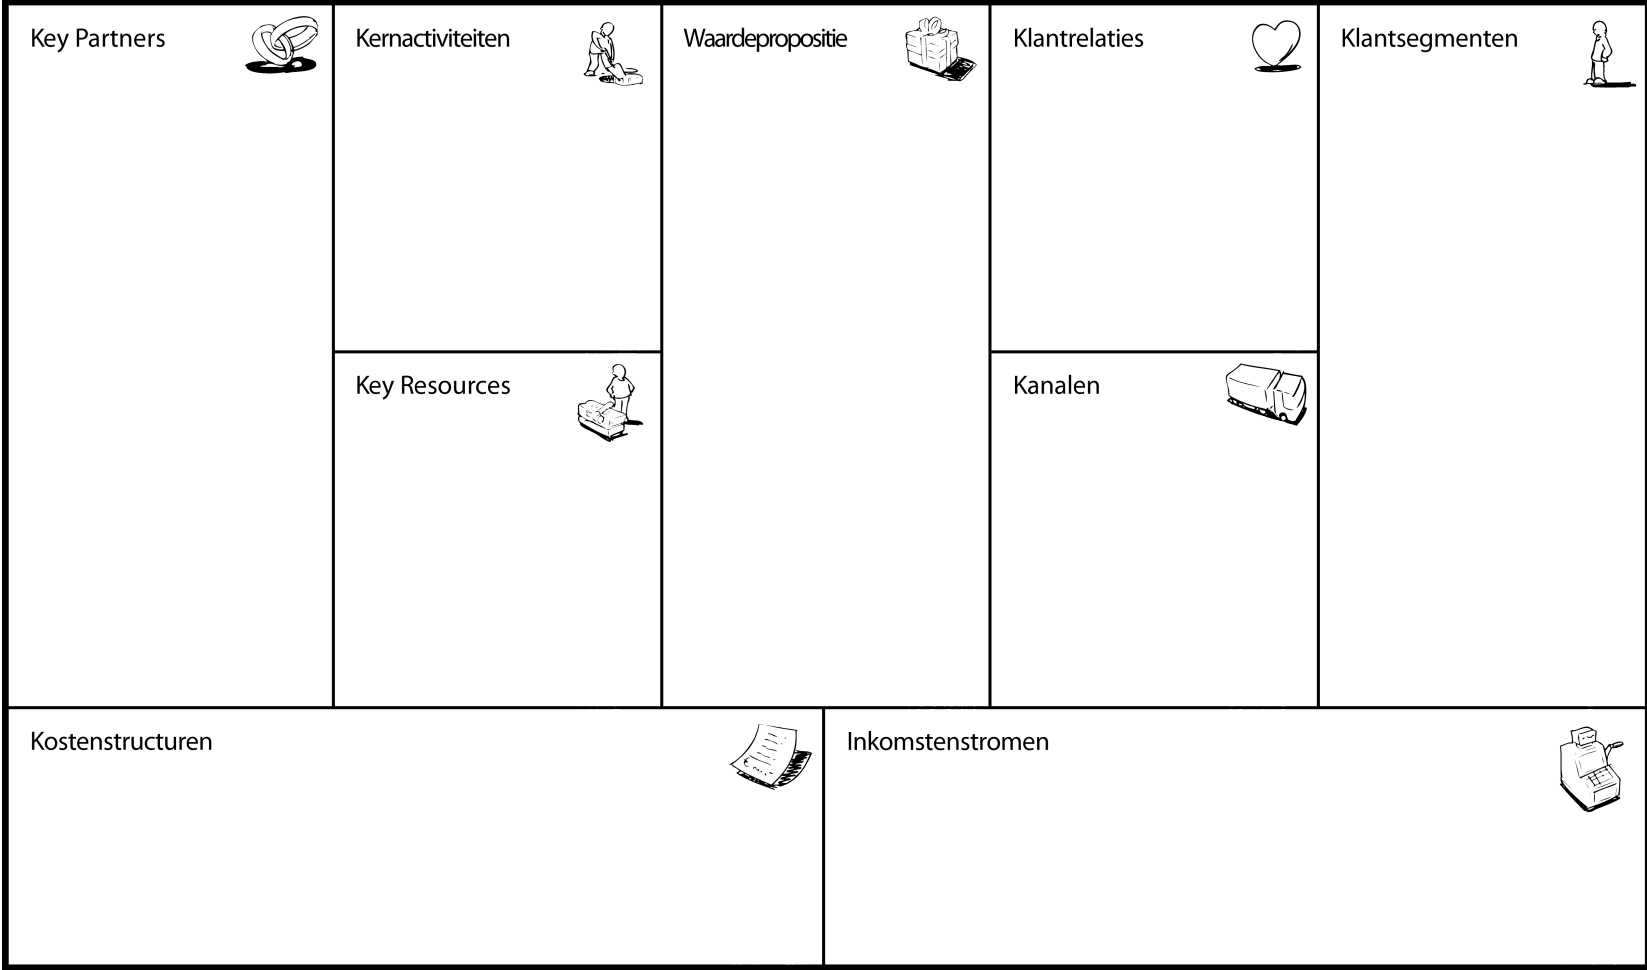 Key Partners
Kernactiviteiten
Key Resources
Waardepropositie
Klantrelaties
Kanalen
Klantsegmenten
Kostenstructuren
Inkomstenstromen